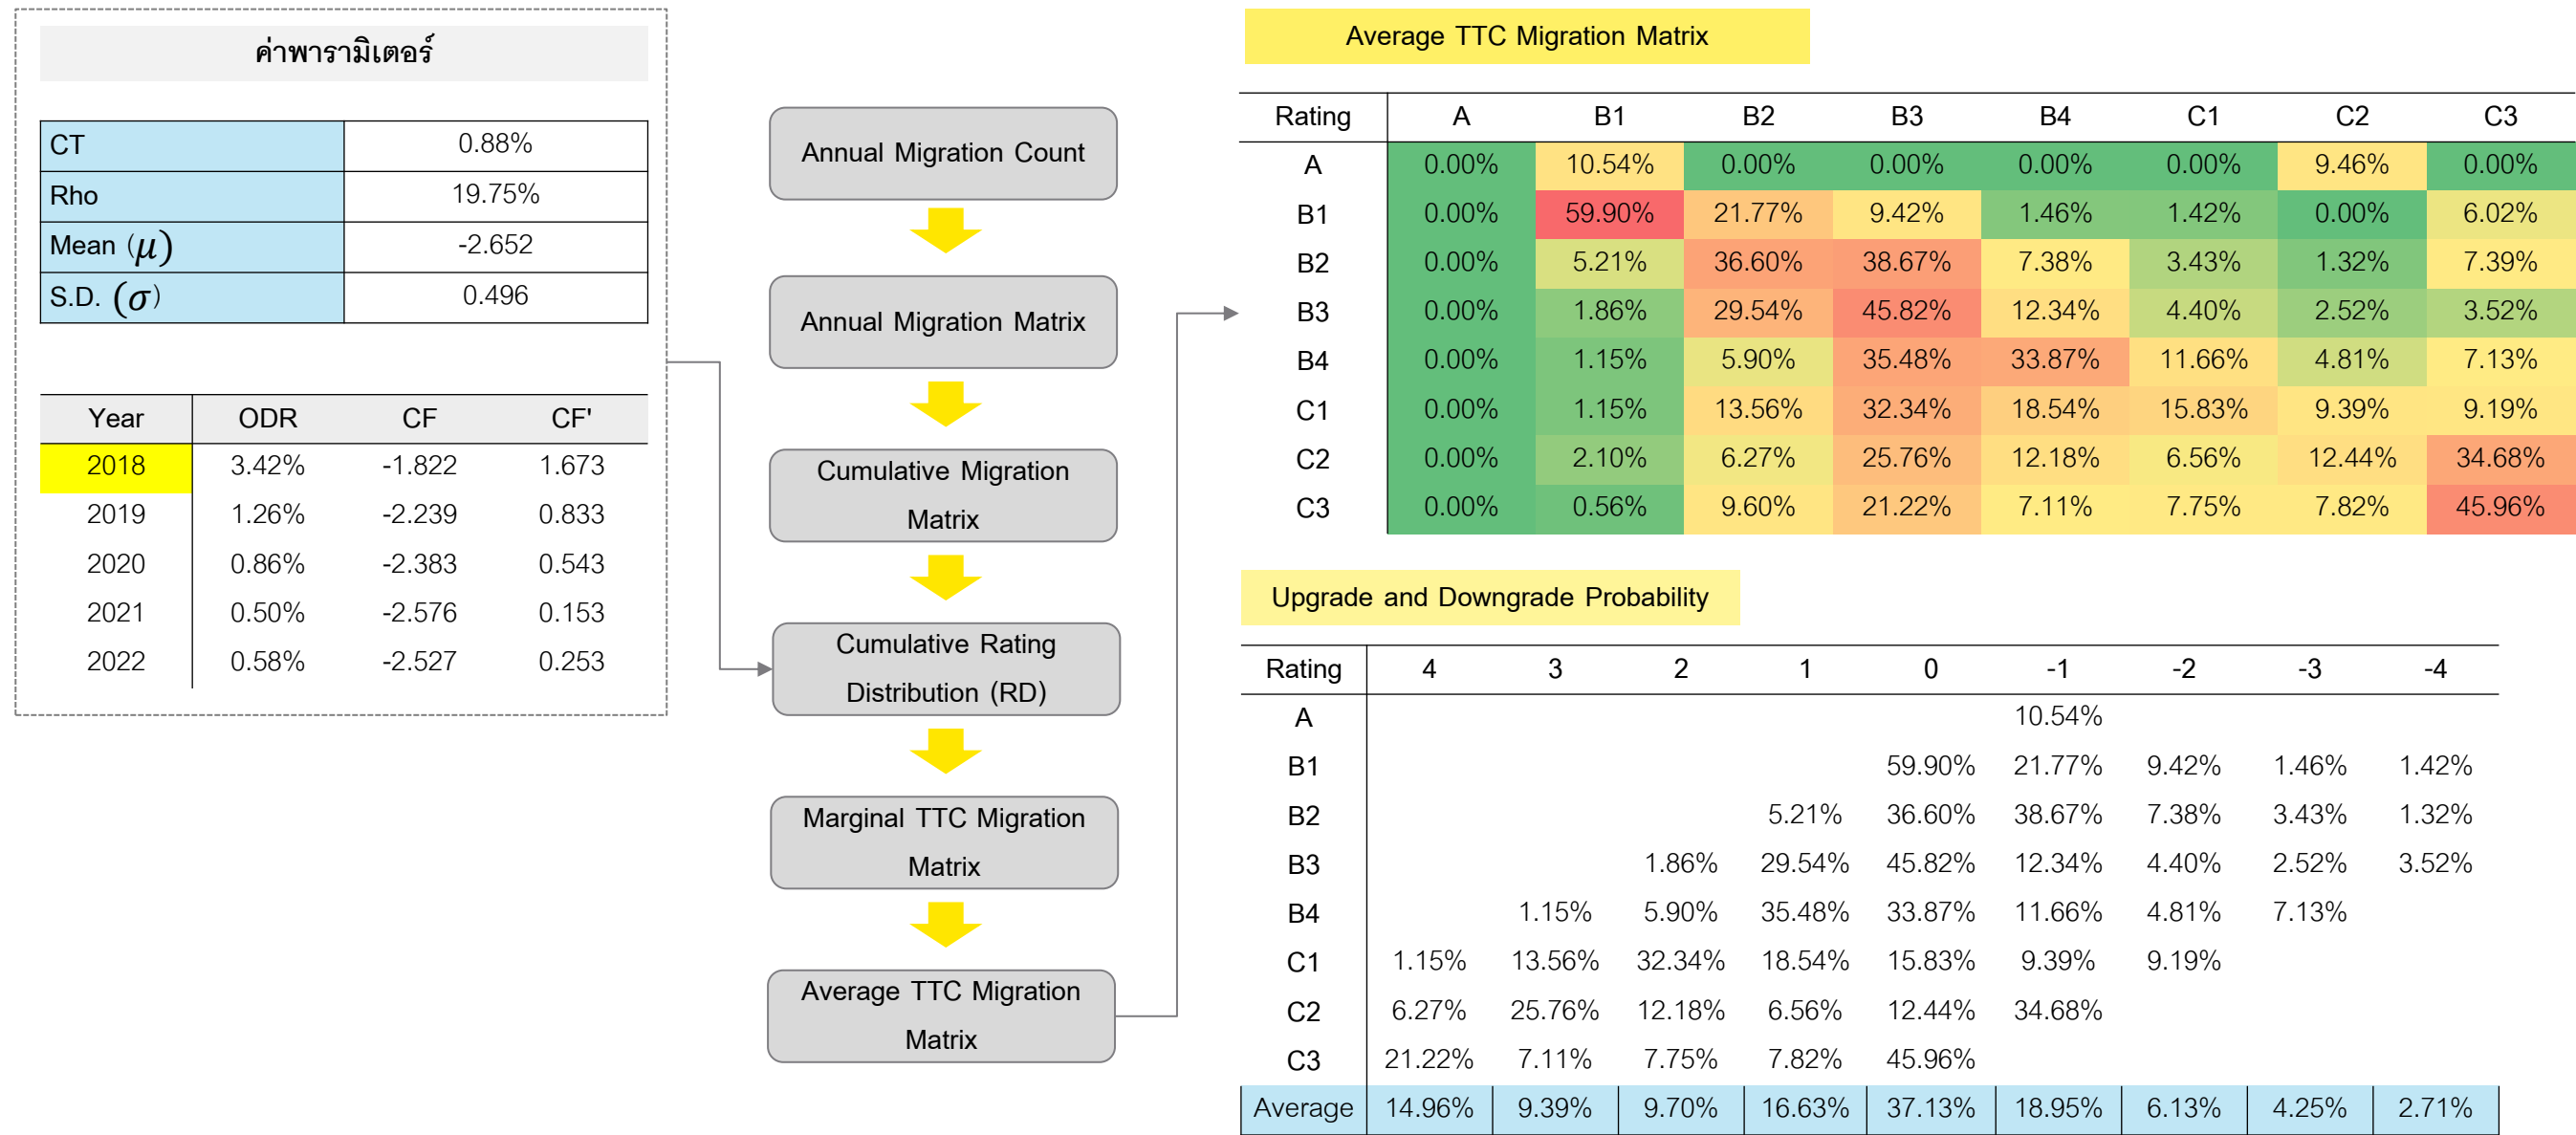 ค่าพารามิเตอร์
CT 0.88%
Rho 19.75%
Mean (μ) -2.652
S.D. (σ) 0.496
Year ODR CF CF'
2018 3.42% -1.822 1.673
2019 1.26% -2.239 0.833
2020 0.86% -2.383 0.543
2021 0.50% -2.576 0.153
2022 0.58% -2.527 0.253
Annual Migration Count
Annual Migration Matrix
Cumulative Migration
Matrix
Cumulative Rating
Distribution (RD)
Marginal TTC Migration
Matrix
Average TTC Migration
Matrix
Average TTC Migration Matrix
Rating A B1 B2 B3 B4 C1 C2 C3
A 0.00% 10.54% 0.00% 0.00% 0.00% 0.00% 9.46% 0.00%
B1 0.00% 59.90% 21.77% 9.42% 1.46% 1.42% 0.00% 6.02%
B2 0.00% 5.21% 36.60% 38.67% 7.38% 3.43% 1.32% 7.39%
B3 0.00% 1.86% 29.54% 45.82% 12.34% 4.40% 2.52% 3.52%
B4 0.00% 1.15% 5.90% 35.48% 33.87% 11.66% 4.81% 7.13%
C1 0.00% 1.15% 13.56% 32.34% 18.54% 15.83% 9.39% 9.19%
C2 0.00% 2.10% 6.27% 25.76% 12.18% 6.56% 12.44% 34.68%
C3 0.00% 0.56% 9.60% 21.22% 7.11% 7.75% 7.82% 45.96%
Upgrade and Downgrade Probability
Rating 4 3 2 1 0 -1 -2 -3 -4
A 10.54%
B1 59.90% 21.77% 9.42% 1.46% 1.42%
B2 5.21% 36.60% 38.67% 7.38% 3.43% 1.32%
B3 1.86% 29.54% 45.82% 12.34% 4.40% 2.52% 3.52%
B4 1.15% 5.90% 35.48% 33.87% 11.66% 4.81% 7.13%
C1 1.15% 13.56% 32.34% 18.54% 15.83% 9.39% 9.19%
C2 6.27% 25.76% 12.18% 6.56% 12.44% 34.68%
C3 21.22% 7.11% 7.75% 7.82% 45.96%
Average 14.96% 9.39% 9.70% 16.63% 37.13% 18.95% 6.13% 4.25% 2.71%